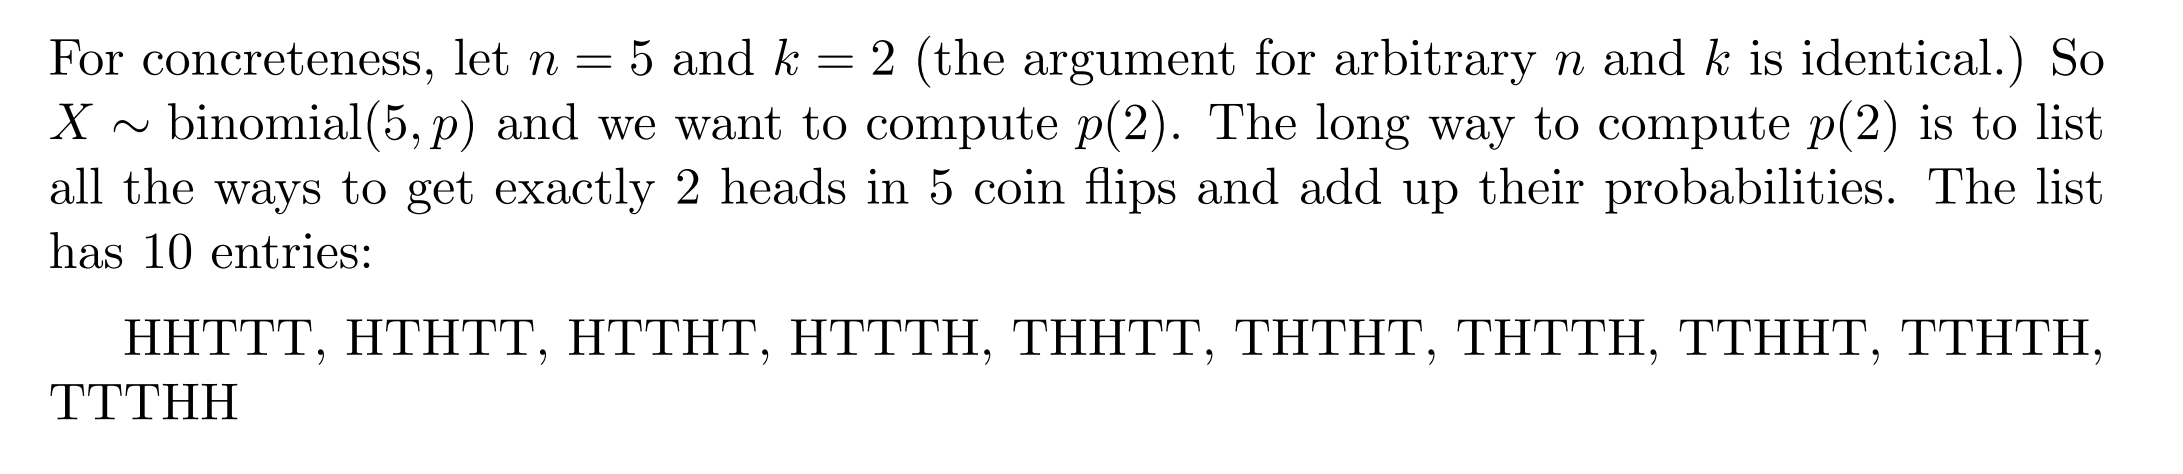 For concreteness, let n = 5 and k = 2 (the argument for arbitrary n and k is identical.) So
X ∼ binomial(5, p) and we want to compute p(2). The long way to compute p(2) is to list
all the ways to get exactly 2 heads in 5 coin flips and add up their probabilities. The list
has 10 entries:
HHTTT, HTHTT, HTTHT, HTTTH, THHTT, THTHT, THTTH, TTHHT, TTHTH,
TTTHH